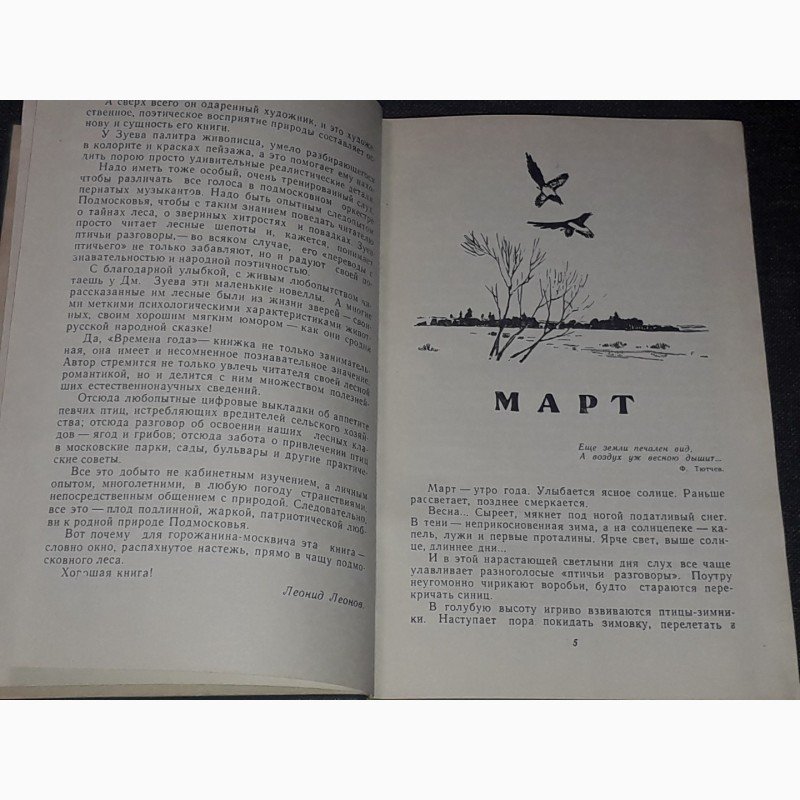 А сверх всего он одаренный художник, и это худож
ственное, поэтическое восприятие природы составляет ос
нову и сущность его книги.
У Зуева палитра живописца, умело разбирающегося
в колорите и красках пейзажа, а это помогает ему нахо-
дить порою просто удивительные реалистические детали.
Надо иметь тоже особый, очень тренированный слух,
чтобы различать все голоса в подмосковном оркестре
пернатых музыкантов. Надо быть опытным следопытом
Подмосковья, чтобы с таким знанием поведать читателю
о тайнах леса, о звериных хитростях и повадках. Зуев
просто читает лесные шепоты и, кажется, понимает
птичьи разговоры,— во всяком случае, его «переводы с
птичьего» не только забавляют, но и радуют своей по-
знавательностью и народной поэтичностью.
С благодарной улыбкой, с живым любопытством чи-
таешь у Дм. Зуева эти маленькие новеллы. А многие
рассказанные им лесные были из жизни зверей — свои-
ми меткими психологическими характеристиками живот-
ных, своим хорошим мягким юмором — как они сродни
русской народной сказке!
Да, «Времена года»— книжка не только заниматель-
ная, она имеет и несомненное познавательное значение.
Автор стремится не только увлечь читателя своей лесной
романтикой, но и делится с ним множеством полезней-
ших естественнонаучных сведений.
Отсюда любопытные цифровые выкладки об аппетите
певчих птиц, истребляющих вредителей сельского хозяй-
ства; отсюда разговор об освоении наших лесных кла-
дов — ягод и грибов; отсюда забота о привлечении птиц
в московские парки, сады, бульвары и другие практиче-
ские советы.
Все это добыто не кабинетным изучением, а личным
опытом, многолетними, в любую погоду странствиями,
непосредственным общением с природой. Следовательно,
все это — плод подлинной, жаркой, патриотической люб-
ви к родной природе Подмосковья.
Вот почему для горожанина-москвича эта книга —
словно окно, распахнутое настежь, прямо в чащу подмо-
сковного леса.
Хорошая книга!
Леонид Леонов.
МАРТ
Еще земли печален вид,
А воздух уж весною дышит...
Ф. Тютчев.
Март — утро года. Улыбается ясное солнце. Раньше
рассветает, позднее смеркается.
Весна... Сыреет, мякнет под ногой податливый снег.
В тени — неприкосновенная зима, а на солнцепеке — ка-
пель, лужи и первые проталины. Ярче свет, выше солн-
це, длиннее дни...
И в этой нарастающей светлыни дня слух все чаще
улавливает разноголосые «птичьи разговоры». Поутру
неугомонно чирикают воробьи, будто стараются пере-
кричать синиц.
В голубую высоту игриво взвиваются птицы-зимни-
ки. Наступает пора покидать зимовку, перелетать в
5